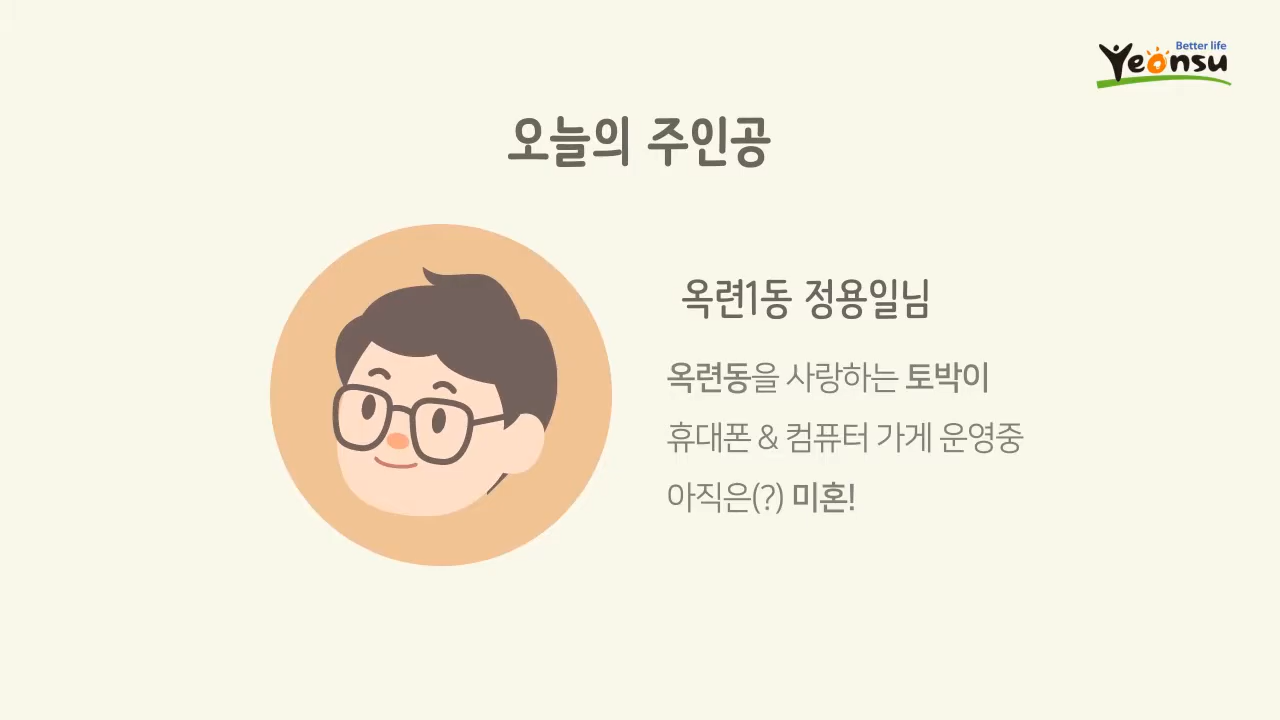 Better life
Yeonsu
오늘의 주인공
옥련1동 정용일님
옥련동을 사랑하는 토박이
휴대폰 & 컴퓨터 가게 운영중
아직은(?) 미혼!